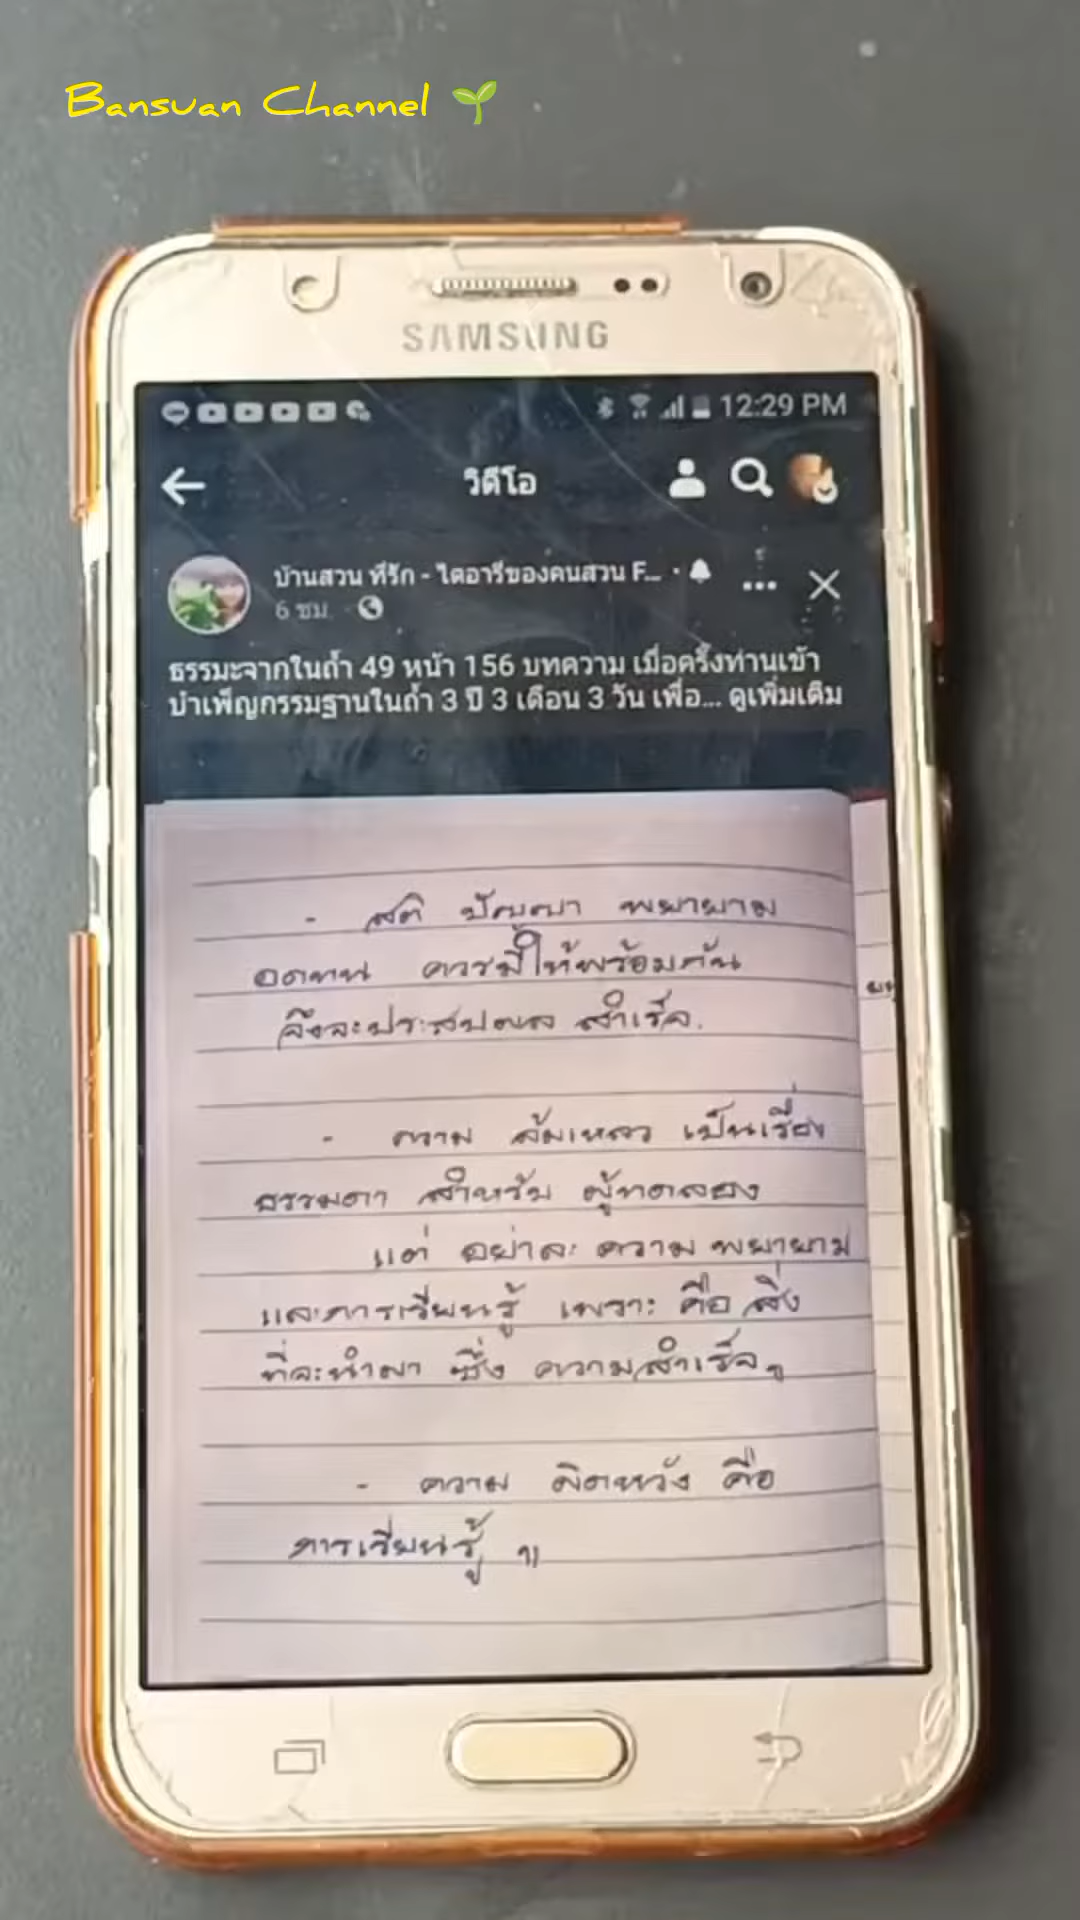 Bansuan Channel
SAMSUNG
12:29 PM
วิดีโอ
บ้านสวน ที่รัก - ไดอารีของคนสวน F...
6 ชม.
ธรรมะจากในถ้ำ 49 หน้า 156 บทความ เมื่อครั้งท่านเข้า
บำเพ็ญกรรมฐานในถ้ำ 3 ปี 3 เดือน 3 วัน เพื่อ... ดูเพิ่มเติม
- สติ ปัญญา พยายาม
อดทน ควรมีให้พร้อมกัน
จึงจะประสบผล สำเร็จ.
- ความ ล้มเหลว เป็นเรื่อง
ธรรมดา สำหรับ ผู้ทดลอง
แต่ อย่าละ ความ พยายาม
และการเรียนรู้ เพราะ คือ สิ่ง
ที่จะนำมา ซึ่ง ความสำเร็จ ๆ
- ความ ผิดหวัง คือ
การเรียนรู้ ๆ